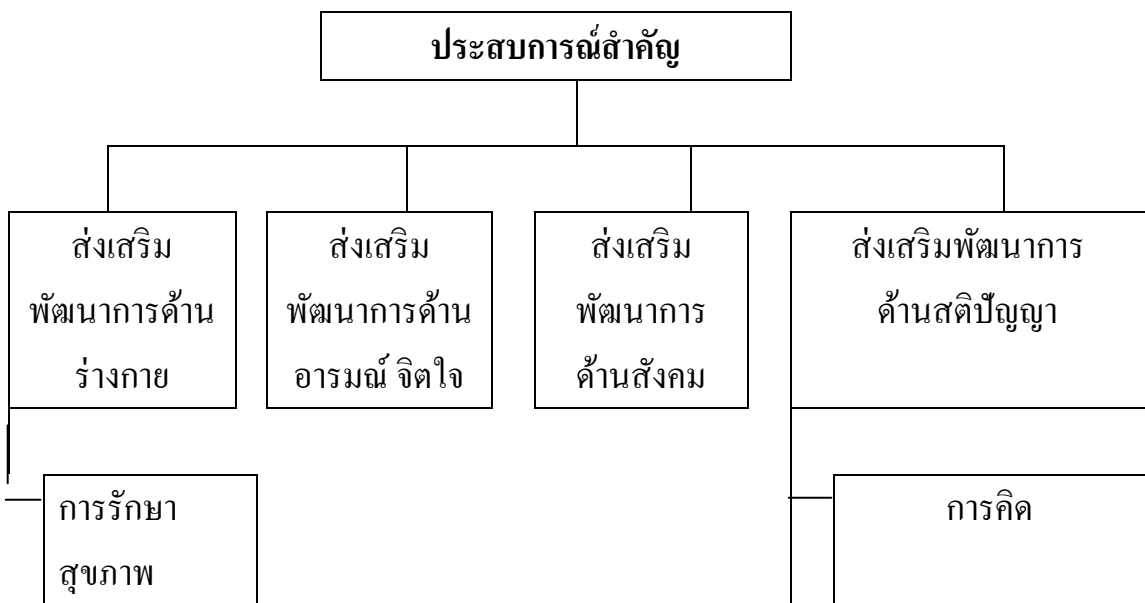 ประสบการณ์สำคัญ
ส่งเสริม
พัฒนาการด้าน
ร่างกาย
ส่งเสริม
พัฒนาการด้าน
อารมณ์ จิตใจ
ส่งเสริม
พัฒนาการ
ด้านสังคม
ส่งเสริมพัฒนาการ
ด้านสติปัญญา
การรักษา
สุขภาพ
การคิด